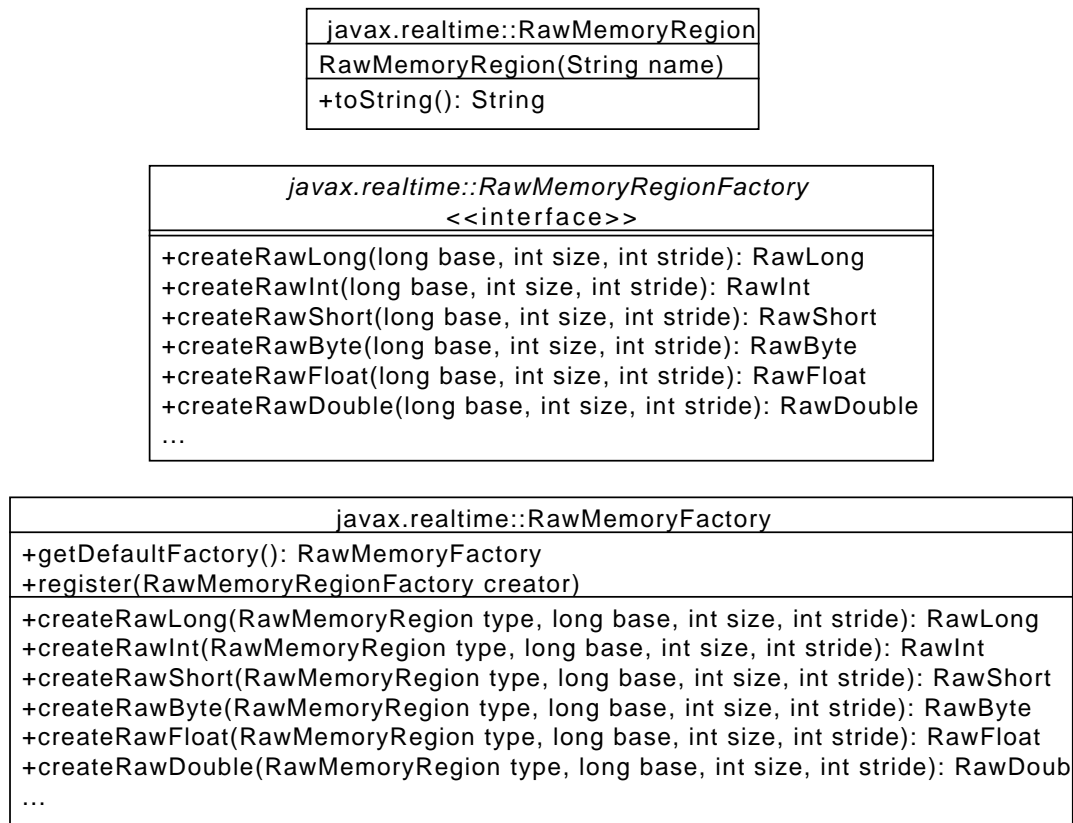 javax.realtime::RawMemoryRegion
RawMemoryRegion(String name)
+toString(): String
javax.realtime::RawMemoryRegionFactory
<<interface>>
+createRawLong(long base, int size, int stride): RawLong
+createRawInt(long base, int size, int stride): RawInt
+createRawShort(long base, int size, int stride): RawShort
+createRawByte(long base, int size, int stride): RawByte
+createRawFloat(long base, int size, int stride): RawFloat
+createRawDouble(long base, int size, int stride): RawDouble
...
javax.realtime::RawMemoryFactory
+getDefaultFactory(): RawMemoryFactory
+register(RawMemoryRegionFactory creator)
+createRawLong(RawMemoryRegion type, long base, int size, int stride): RawLong
+createRawInt(RawMemoryRegion type, long base, int size, int stride): RawInt
+createRawShort(RawMemoryRegion type, long base, int size, int stride): RawShort
+createRawByte(RawMemoryRegion type, long base, int size, int stride): RawByte
+createRawFloat(RawMemoryRegion type, long base, int size, int stride): RawFloat
+createRawDouble(RawMemoryRegion type, long base, int size, int stride): RawDoub
...